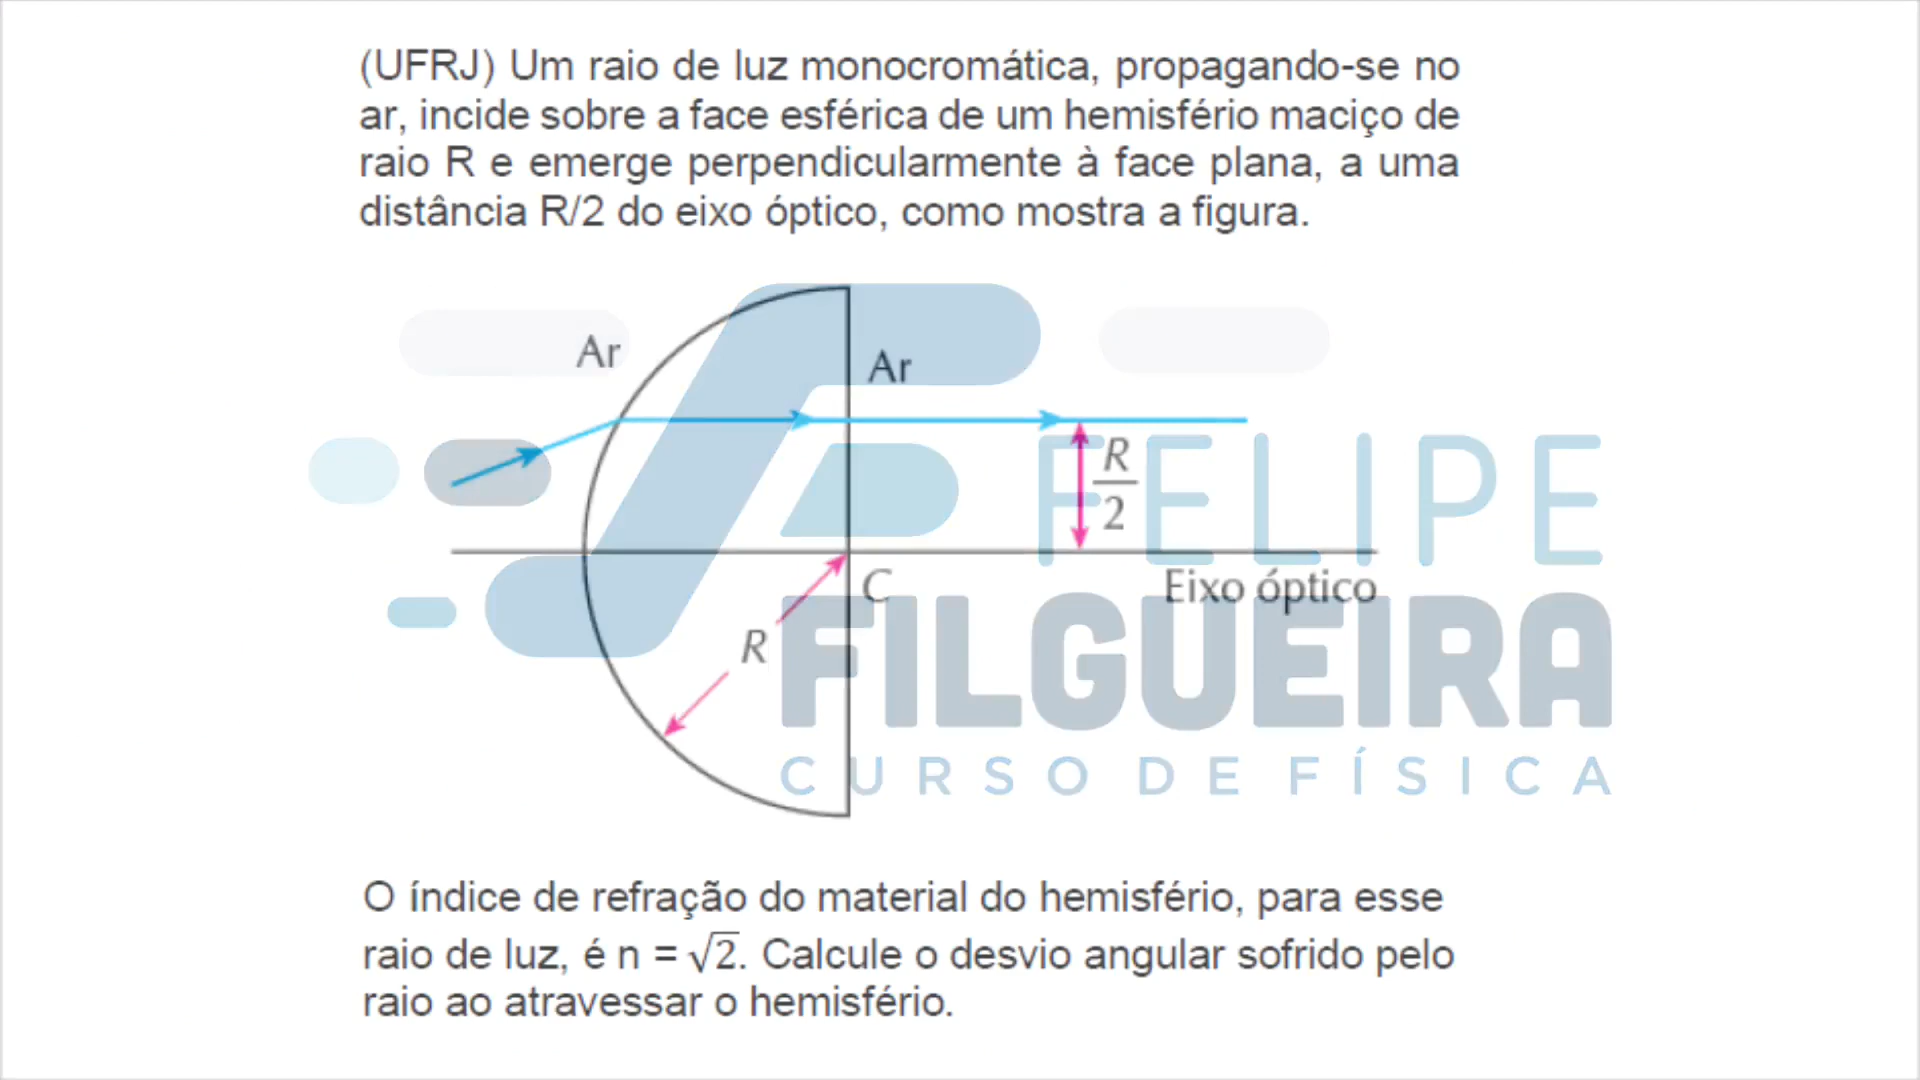 (UFRJ) Um raio de luz monocromática, propagando-se no
ar, incide sobre a face esférica de um hemisfério maciço de
raio R e emerge perpendicularmente à face plana, a uma
distância R/2 do eixo óptico, como mostra a figura.
Ar
Ar
R
2
FELIPE
C
Eixo óptico
R
FILGUEIRA
CURSO DE FÍSICA
O índice de refração do material do hemisfério, para esse
raio de luz, é n = √2. Calcule o desvio angular sofrido pelo
raio ao atravessar o hemisfério.